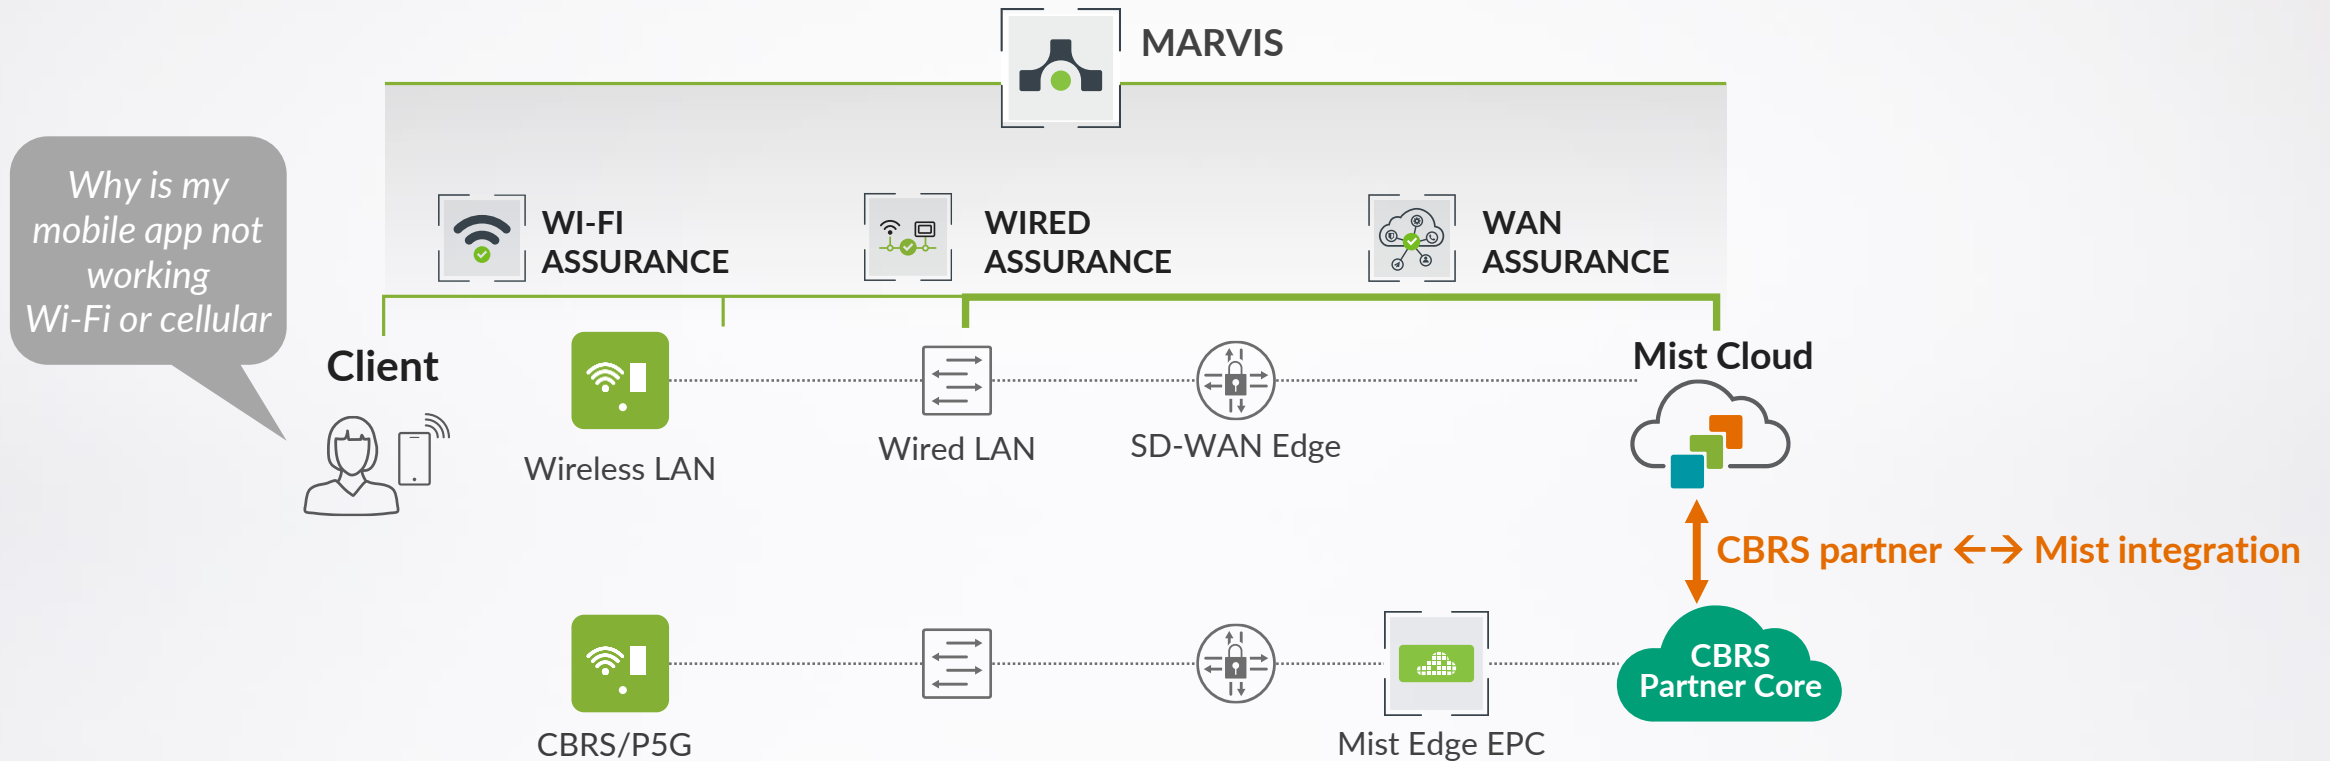 MARVIS
Why is my
mobile app not
working
Wi-Fi or cellular
WI-FI
ASSURANCE
WIRED
ASSURANCE
WAN
ASSURANCE
Client
Mist Cloud
Wireless LAN
Wired LAN
SD-WAN Edge
CBRS partner ←→ Mist integration
CBRS
Partner Core
CBRS/P5G
Mist Edge EPC